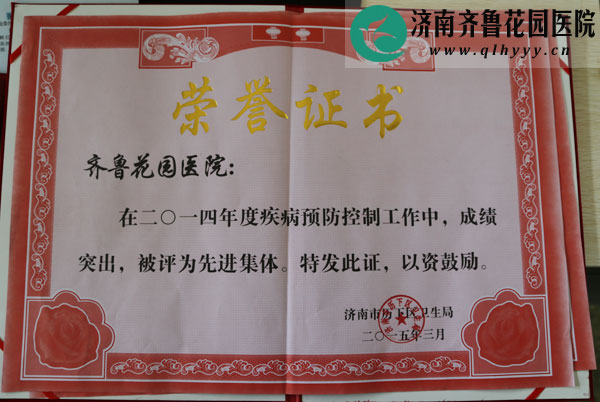 济南齐鲁花园医院
www.qlhyyy.cn
荣誉证书
齐鲁花园医院：
在二〇一四年度疾病预防控制工作中，成绩
突出，被评为先进集体。特发此证，以资鼓励。
济南市历下区卫生局
二〇一五年三月